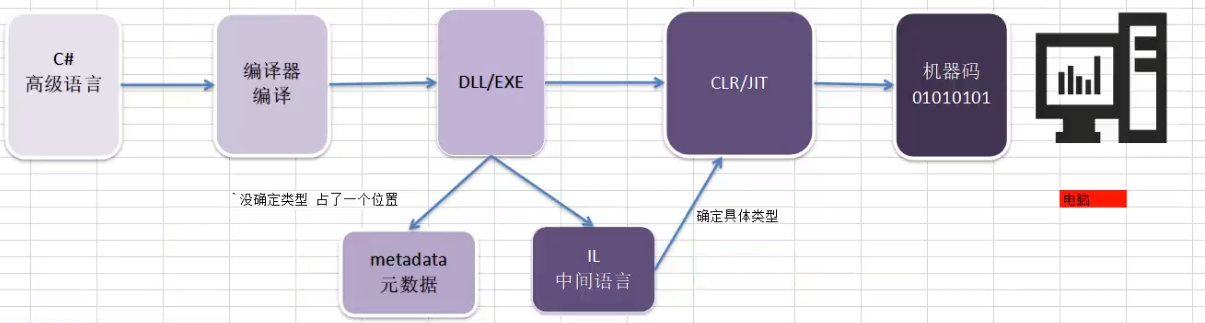 C#
高级语言
编译器
编译
DLL/EXE
CLR/JIT
机器码
01010101
`没确定类型 占了一个位置
电脑
确定具体类型
metadata
元数据
IL
中间语言